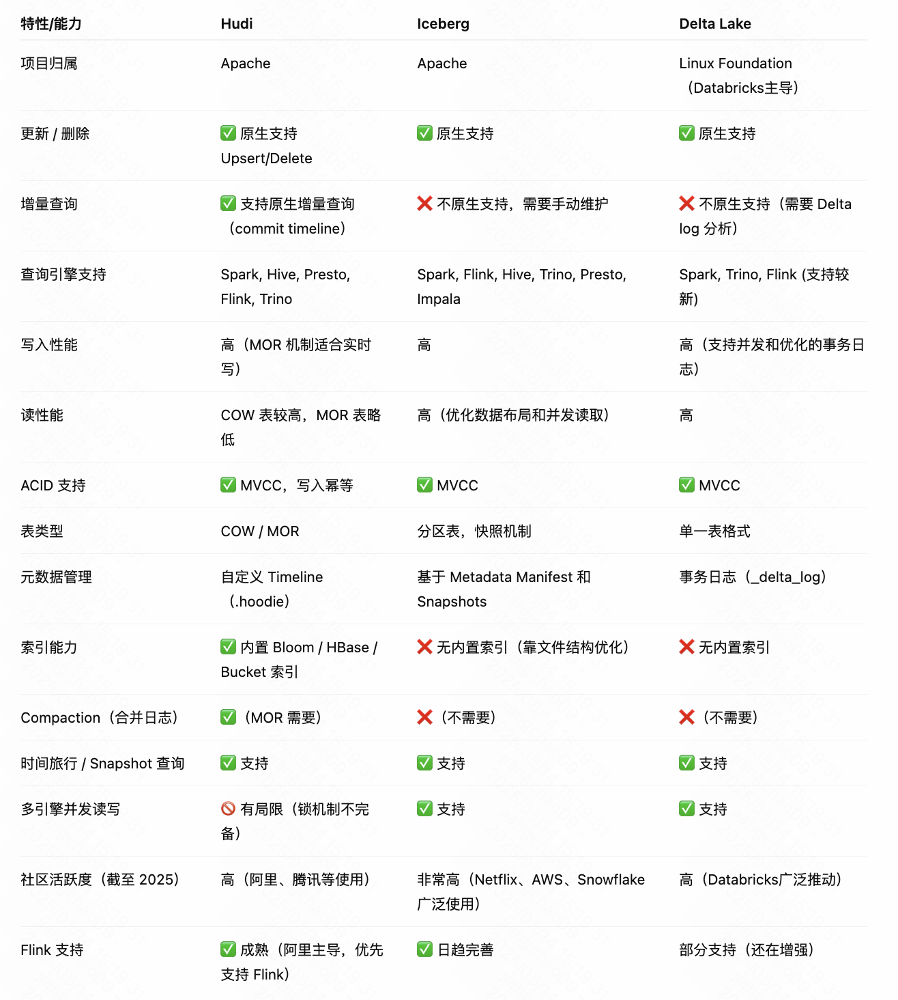 特性/能力 Hudi Iceberg Delta Lake
项目归属 Apache Apache Linux Foundation
（Databricks主导）
更新 / 删除 ✅ 原生支持 ✅ 原生支持 ✅ 原生支持
Upsert/Delete
增量查询 ✅ 支持原生增量查询 ❌ 不原生支持，需要手动维护 ❌ 不原生支持（需要 Delta
（commit timeline） log 分析）
查询引擎支持 Spark, Hive, Presto, Spark, Flink, Hive, Trino, Presto, Spark, Trino, Flink (支持较
Flink, Trino Impala 新)
写入性能 高（MOR 机制适合实时 高 高（支持并发和优化的事务日
写） 志）
读性能 COW 表较高，MOR 表略 高（优化数据布局和并发读取） 高
低
ACID 支持 ✅ MVCC，写入幂等 ✅ MVCC ✅ MVCC
表类型 COW / MOR 分区表，快照机制 单一表格式
元数据管理 自定义 Timeline 基于 Metadata Manifest 和 事务日志（_delta_log）
（.hoodie） Snapshots
索引能力 ✅ 内置 Bloom / HBase / ❌ 无内置索引（靠文件结构优化） ❌ 无内置索引
Bucket 索引
Compaction（合并日志） ✅（MOR 需要） ❌（不需要） ❌（不需要）
时间旅行 / Snapshot 查询 ✅ 支持 ✅ 支持 ✅ 支持
多引擎并发读写 🚫 有局限（锁机制不完 ✅ 支持 ✅ 支持
备）
社区活跃度（截至 2025） 高（阿里、腾讯等使用） 非常高（Netflix、AWS、Snowflake 高（Databricks广泛推动）
广泛使用）
Flink 支持 ✅ 成熟（阿里主导，优先 ✅ 日趋完善 部分支持（还在增强）
支持 Flink）